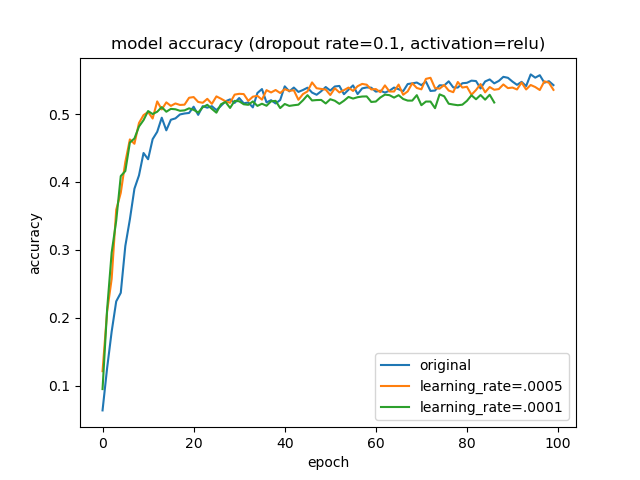 model accuracy (dropout rate=0.1, activation=relu)
accuracy
0.5
0.4
0.3
0.2
0.1
original
learning_rate=.0005
learning_rate=.0001
0 20 40 60 80 100
epoch